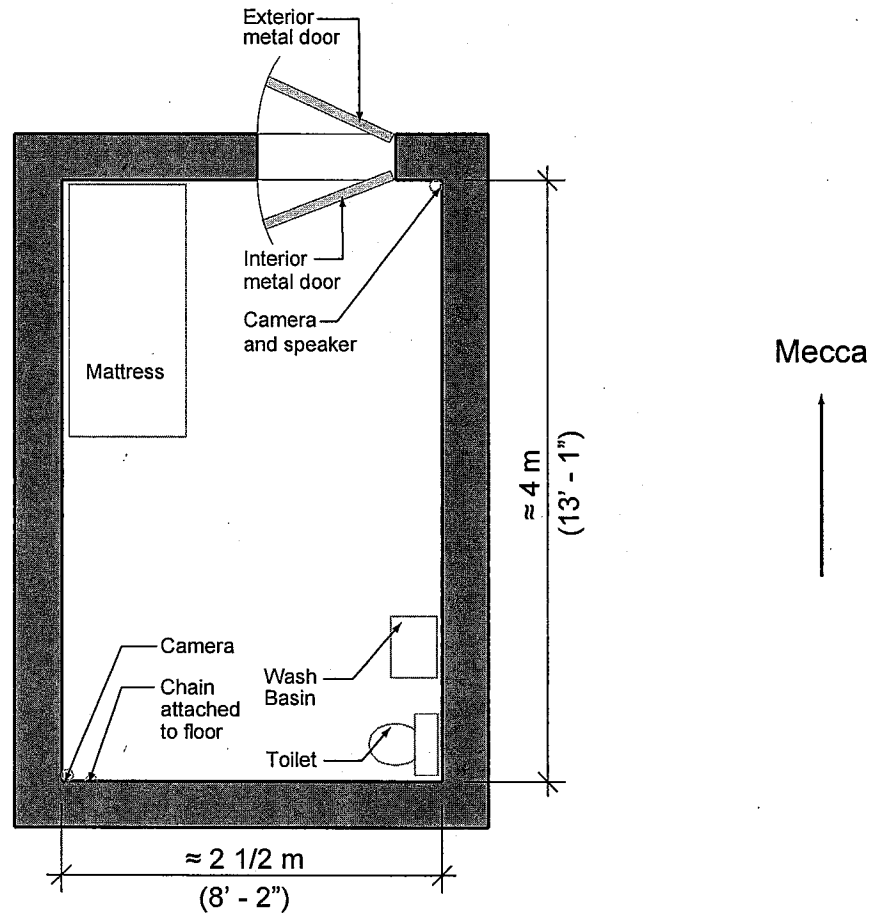 Exterior
metal door
Interior
metal door
Camera
and speaker
Mattress
Mecca
≈ 4 m
(13' - 1")
Camera
Chain
attached
to floor
Wash
Basin
Toilet
≈ 2 1/2 m
(8' - 2")